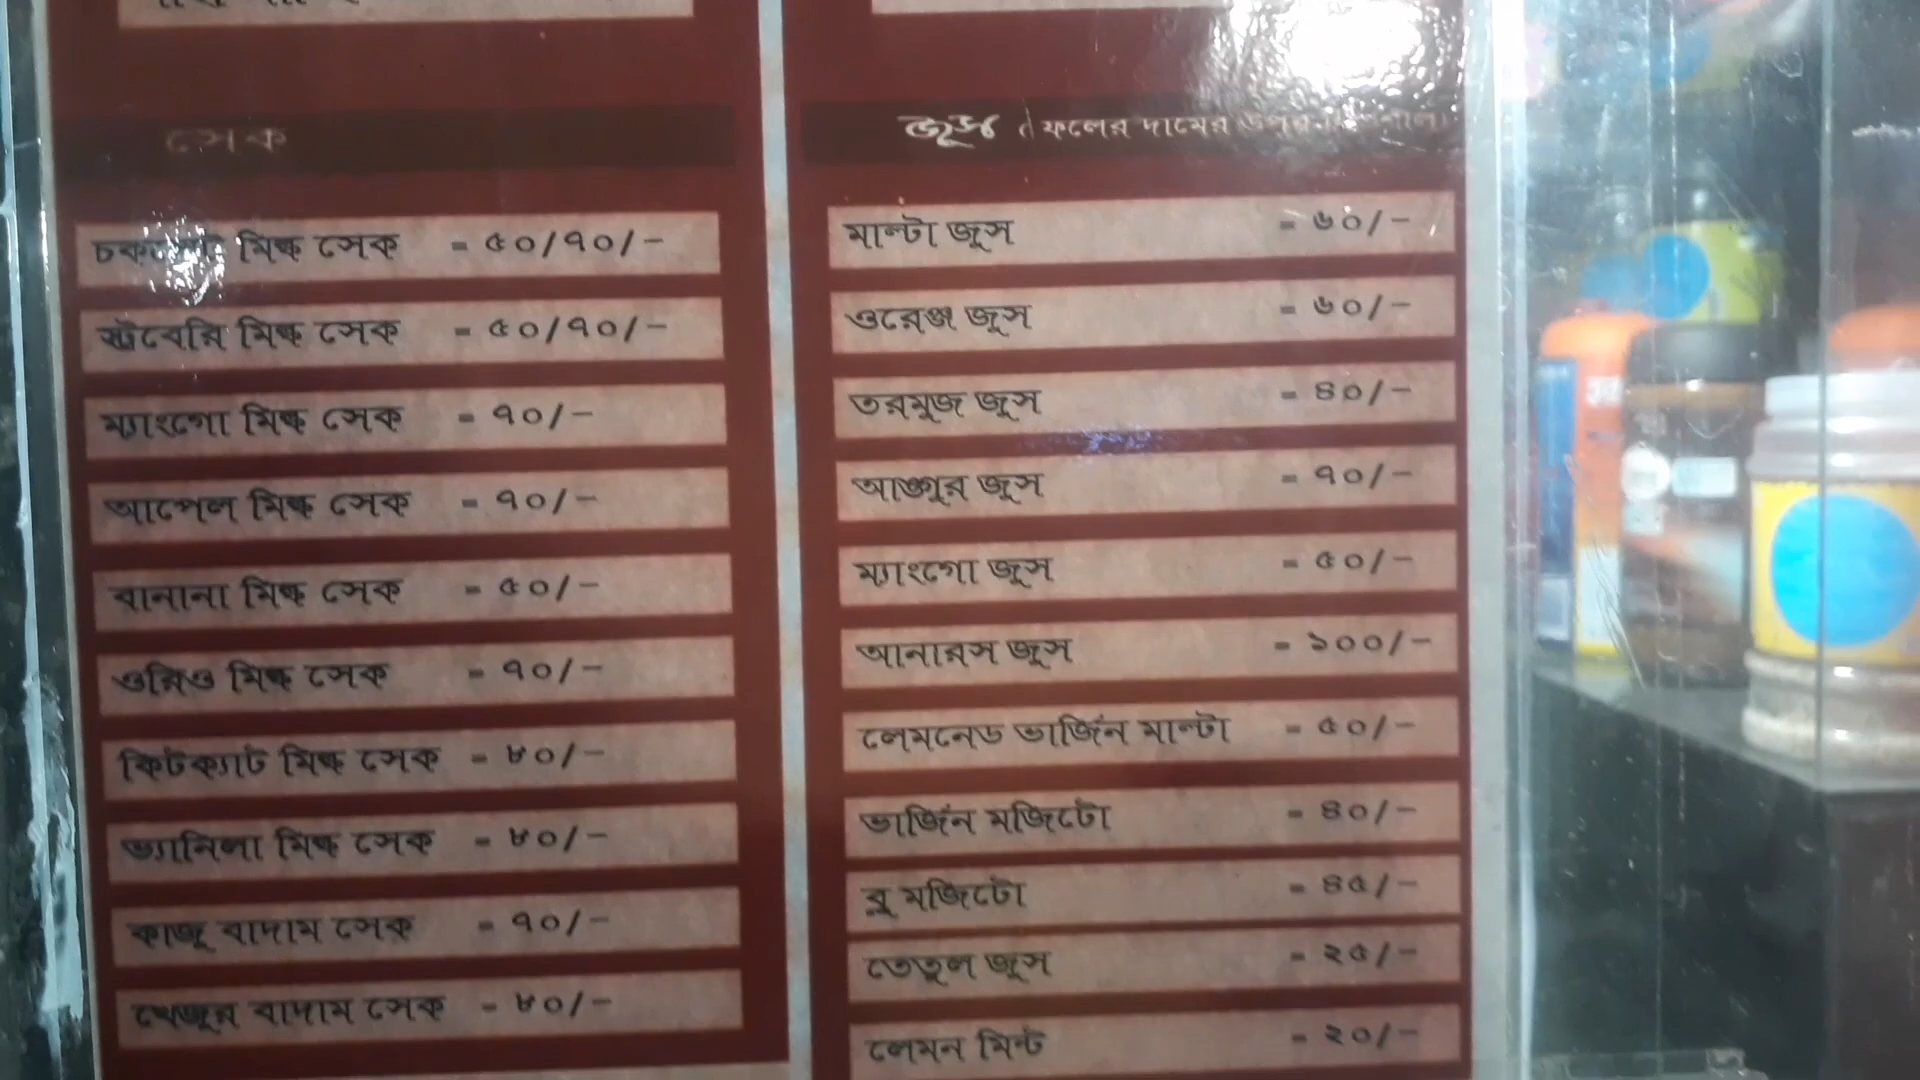 সেক
চকলেট মিল্ক সেক = ৫০/৭০/-
স্ট্রবেরি মিল্ক সেক = ৫০/৭০/-
ম্যাংগো মিল্ক সেক = ৭০/-
আপেল মিল্ক সেক = ৭০/-
বানানা মিল্ক সেক = ৫০/-
ওরিও মিল্ক সেক = ৭০/-
কিটক্যাট মিল্ক সেক = ৮০/-
ভ্যানিলা মিল্ক সেক = ৮০/-
কাজু বাদাম সেক = ৭০/-
খেজুর বাদাম সেক = ৮০/-
জুস ( ফলের দামের উপর
মাল্টা জুস = ৬০/-
ওরেঞ্জ জুস = ৬০/-
তরমুজ জুস = ৪০/-
আঙ্গুর জুস = ৭০/-
ম্যাংগো জুস = ৫০/-
আনারস জুস = ১০০/-
লেমনেড ভার্জিন মাল্টা = ৫০/-
ভার্জিন মজিটো = ৪০/-
ব্লু মজিটো = ৪৫/-
তেতুল জুস = ২৫/-
লেমন মিন্ট = ২০/-